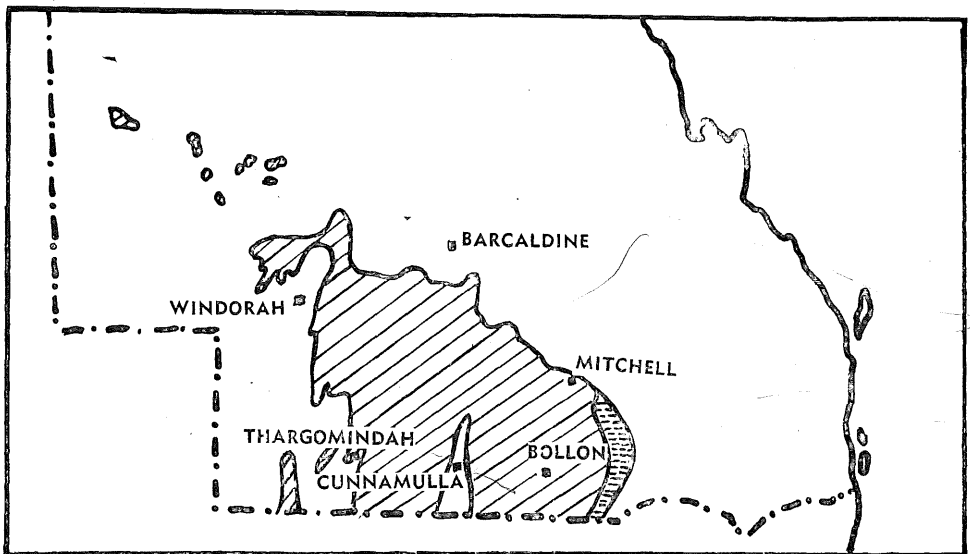 BARCALDINE
WINDORAH
MITCHELL
THARGOMINDAH
BOLLON
CUNNAMULLA